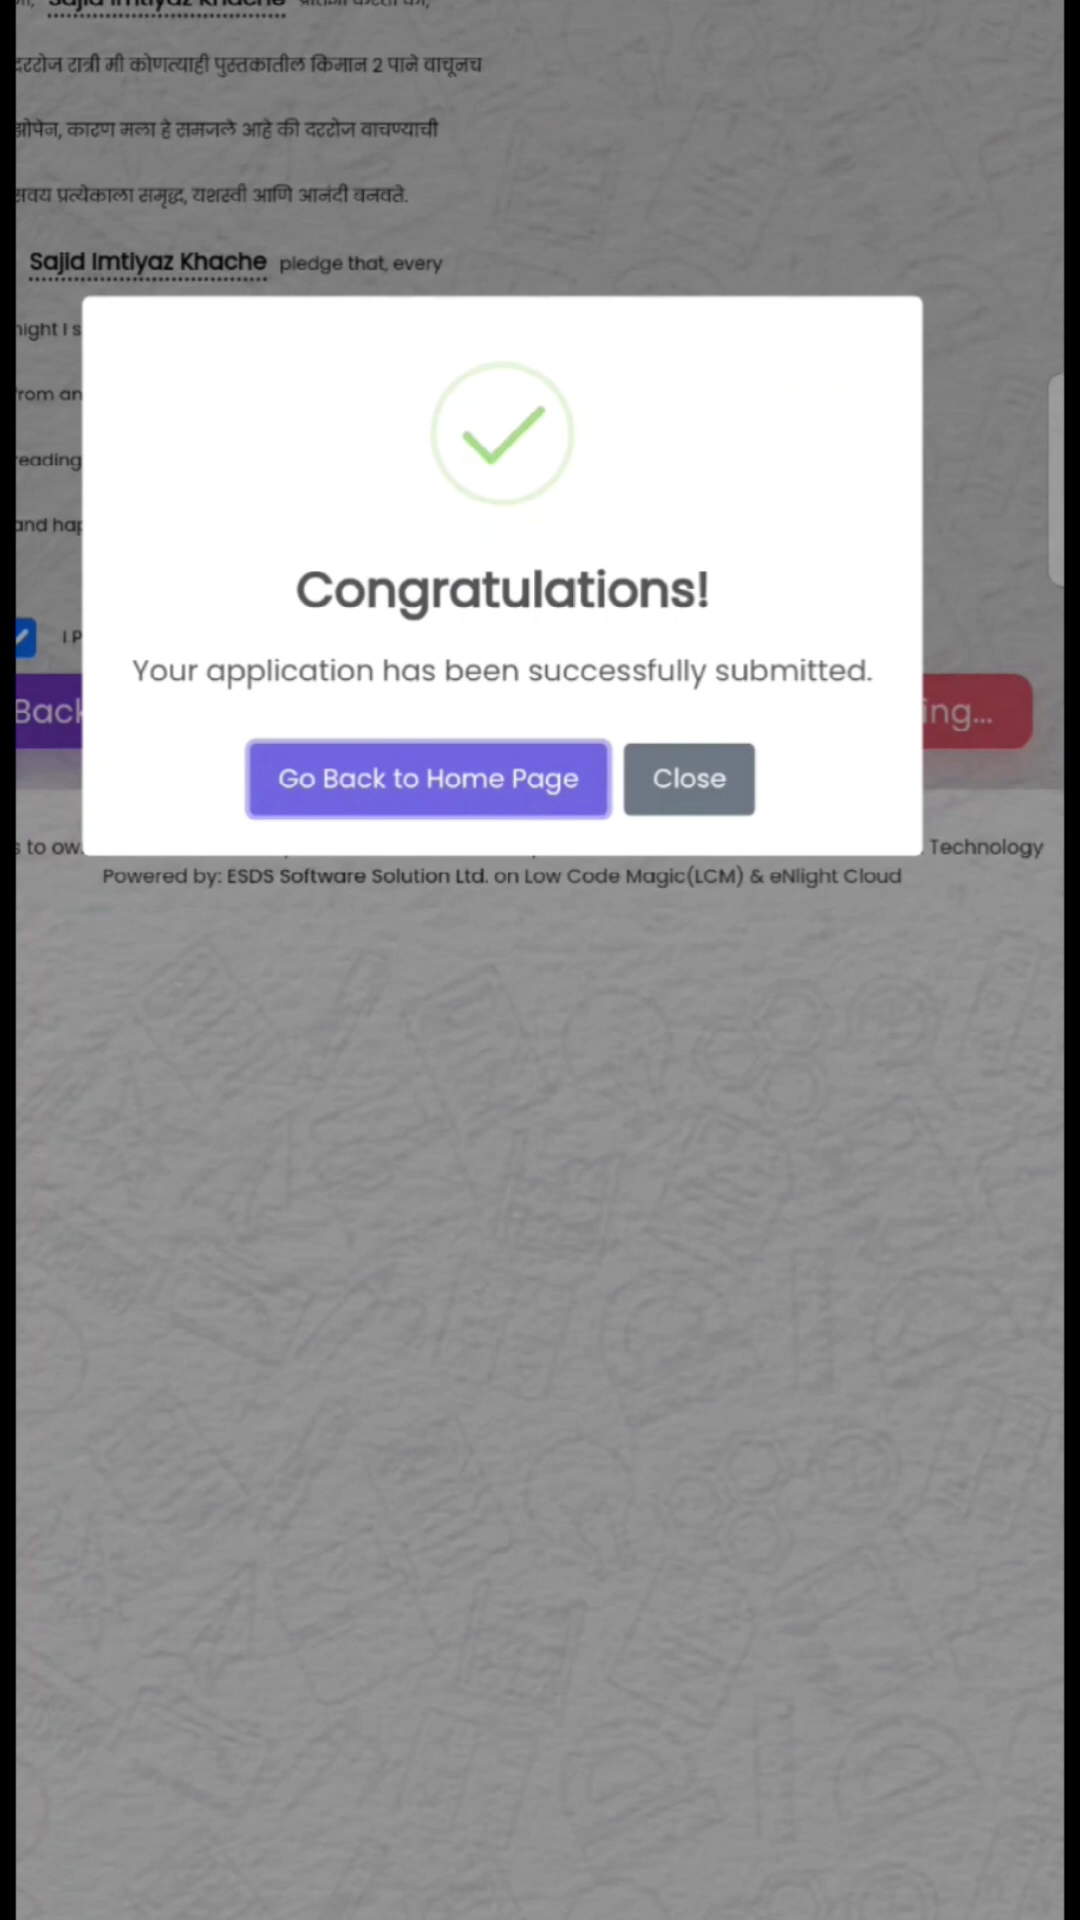 Sajid Imtiyaz Khache
दररोज रात्री मी कोणत्याही पुस्तकातील किमान 2 पाने वाचूनच
झोपेन, कारण मला हे समजले आहे की दररोज वाचण्याची
सवय प्रत्येकाला समृद्ध, यशस्वी आणि आनंदी बनवते.
Sajid Imtiyaz Khache pledge that, every
night I s
from an
reading
and hap
Congratulations!
I P
Your application has been successfully submitted.
Back
ing...
Go Back to Home Page
Close
s to ow
Technology
Powered by: ESDS Software Solution Ltd. on Low Code Magic(LCM) & eNlight Cloud